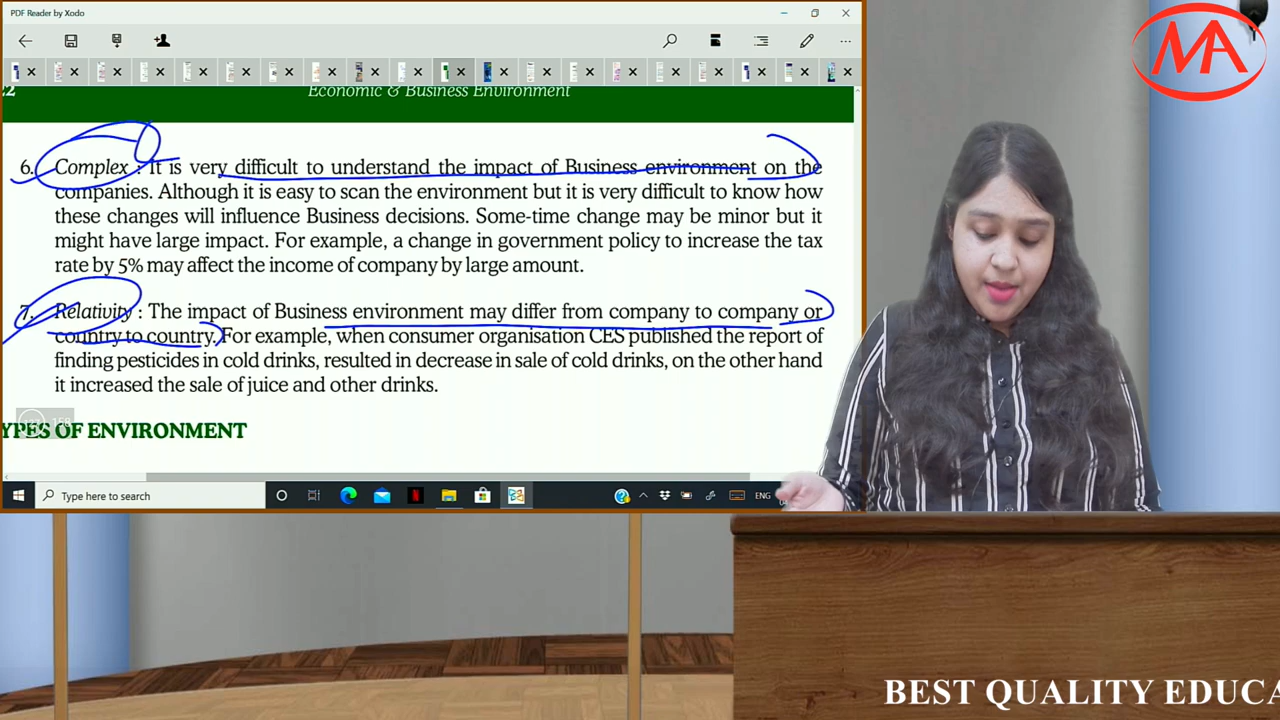 PDF Reader by Xodo
22
Economic & Business Environment
6. Complex : It is very difficult to understand the impact of Business environment on the
companies. Although it is easy to scan the environment but it is very difficult to know how
these changes will influence Business decisions. Some-time change may be minor but it
might have large impact. For example, a change in government policy to increase the tax
rate by 5% may affect the income of company by large amount.
7. Relativity : The impact of Business environment may differ from company to company or
country to country. For example, when consumer organisation CES published the report of
finding pesticides in cold drinks, resulted in decrease in sale of cold drinks, on the other hand
it increased the sale of juice and other drinks.
YPES OF ENVIRONMENT
Type here to search
ENG
MA
BEST QUALITY EDUCA